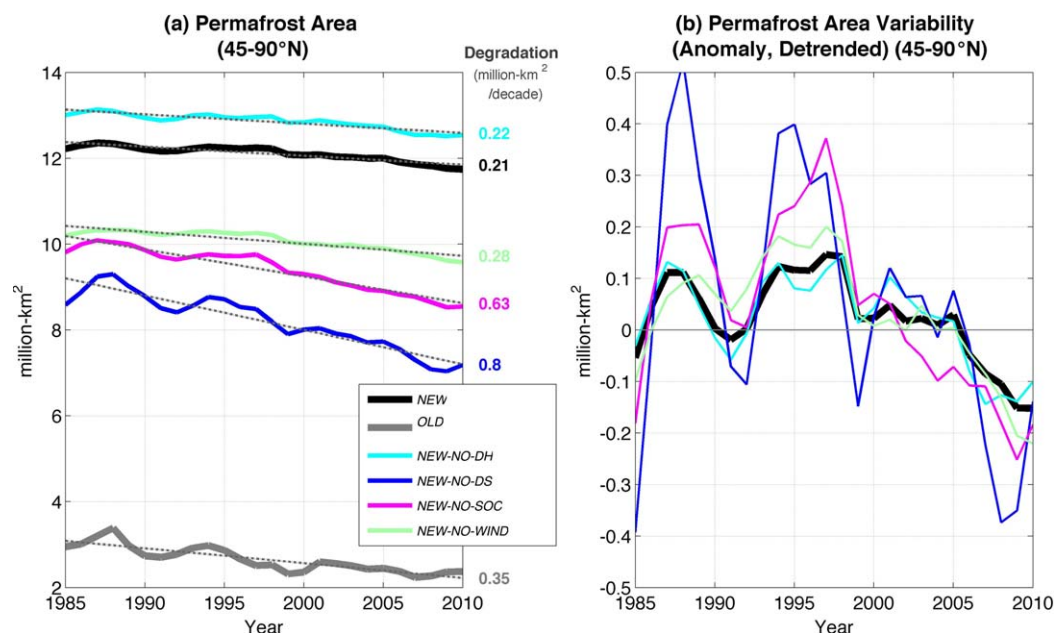 (a) Permafrost Area
(45-90°N)
Degradation
(million-km²
/decade)
million-km²
14
12
10
8
6
4
2
0.22
0.21
0.28
0.63
0.8
0.35
NEW
OLD
NEW-NO-DH
NEW-NO-DS
NEW-NO-SOC
NEW-NO-WIND
1985 1990 1995 2000 2005 2010
Year
(b) Permafrost Area Variability
(Anomaly, Detrended) (45-90°N)
million-km²
0.5
0.4
0.3
0.2
0.1
0
-0.1
-0.2
-0.3
-0.4
-0.5
1985 1990 1995 2000 2005 2010
Year